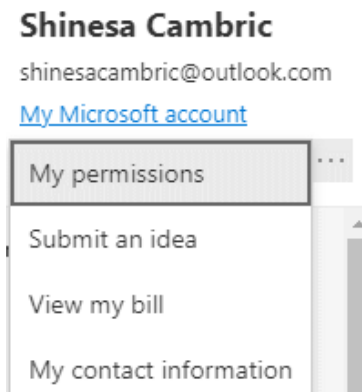 Shinesa Cambric
shinesacambric@outlook.com
My Microsoft account
My permissions
...
Submit an idea
View my bill
My contact information